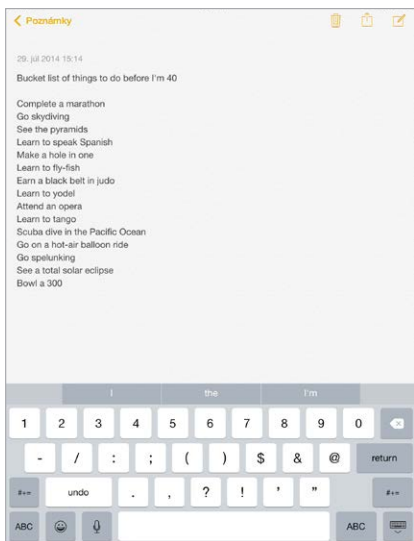 Poznámky
29. júl 2014 15:14
Bucket list of things to do before I'm 40
Complete a marathon
Go skydiving
See the pyramids
Learn to speak Spanish
Make a hole in one
Learn to fly-fish
Earn a black belt in judo
Learn to yodel
Attend an opera
Learn to tango
Scuba dive in the Pacific Ocean
Go on a hot-air balloon ride
Go spelunking
See a total solar eclipse
Bowl a 300
I the I'm
1 2 3 4 5 6 7 8 9 0
- / : ; ( ) $ & @ return
#+= undo . , ? ! ' " #+=
ABC ABC